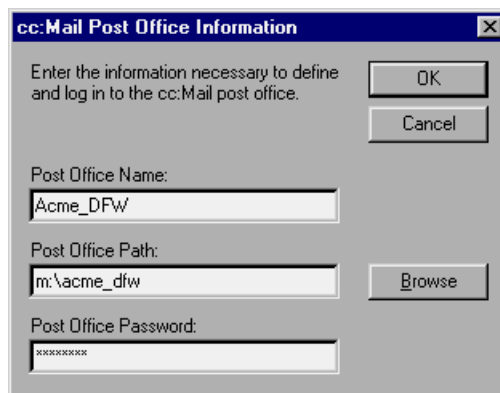 cc:Mail Post Office Information
Enter the information necessary to define
and log in to the cc:Mail post office.
OK
Cancel
Post Office Name:
Acme_DFW
Post Office Path:
m:\acme_dfw
Browse
Post Office Password:
********